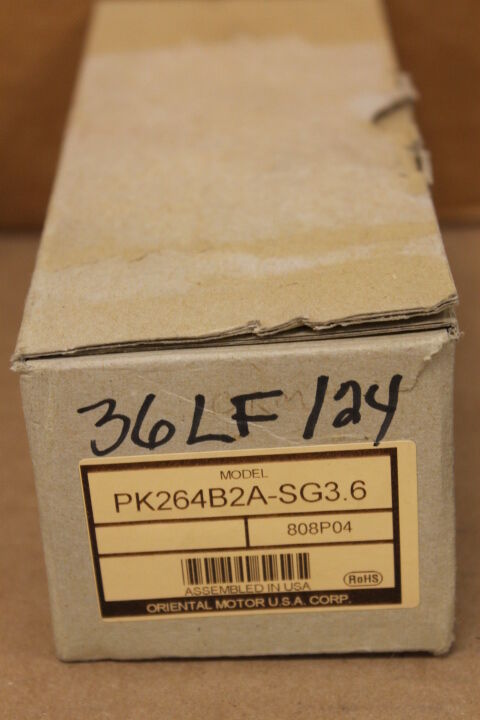 36LF/24
MODEL
PK264B2A-SG3.6
808P04
ASSEMBLED IN USA
RoHS
ORIENTAL MOTOR U.S.A. CORP.